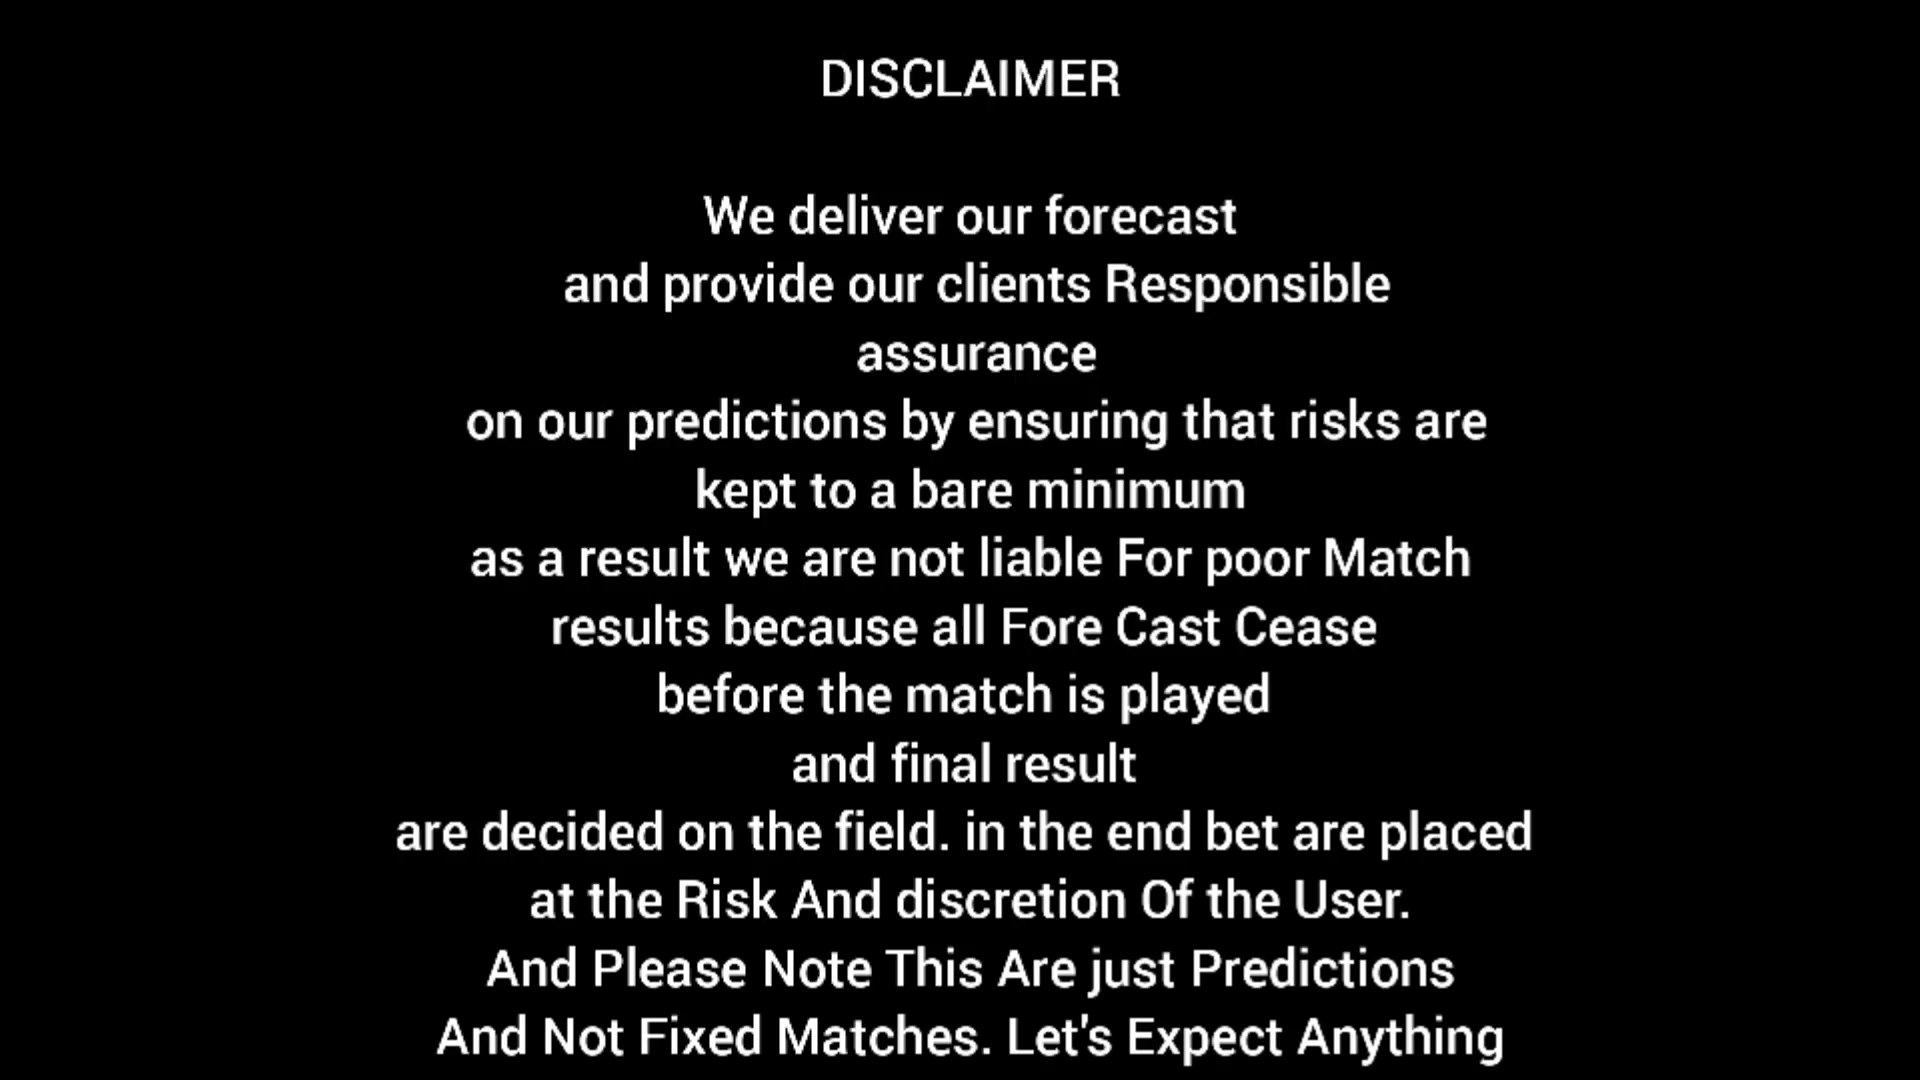 DISCLAIMER
We deliver our forecast
and provide our clients Responsible
assurance
on our predictions by ensuring that risks are
kept to a bare minimum
as a result we are not liable For poor Match
results because all Fore Cast Cease
before the match is played
and final result
are decided on the field. in the end bet are placed
at the Risk And discretion Of the User.
And Please Note This Are just Predictions
And Not Fixed Matches. Let's Expect Anything